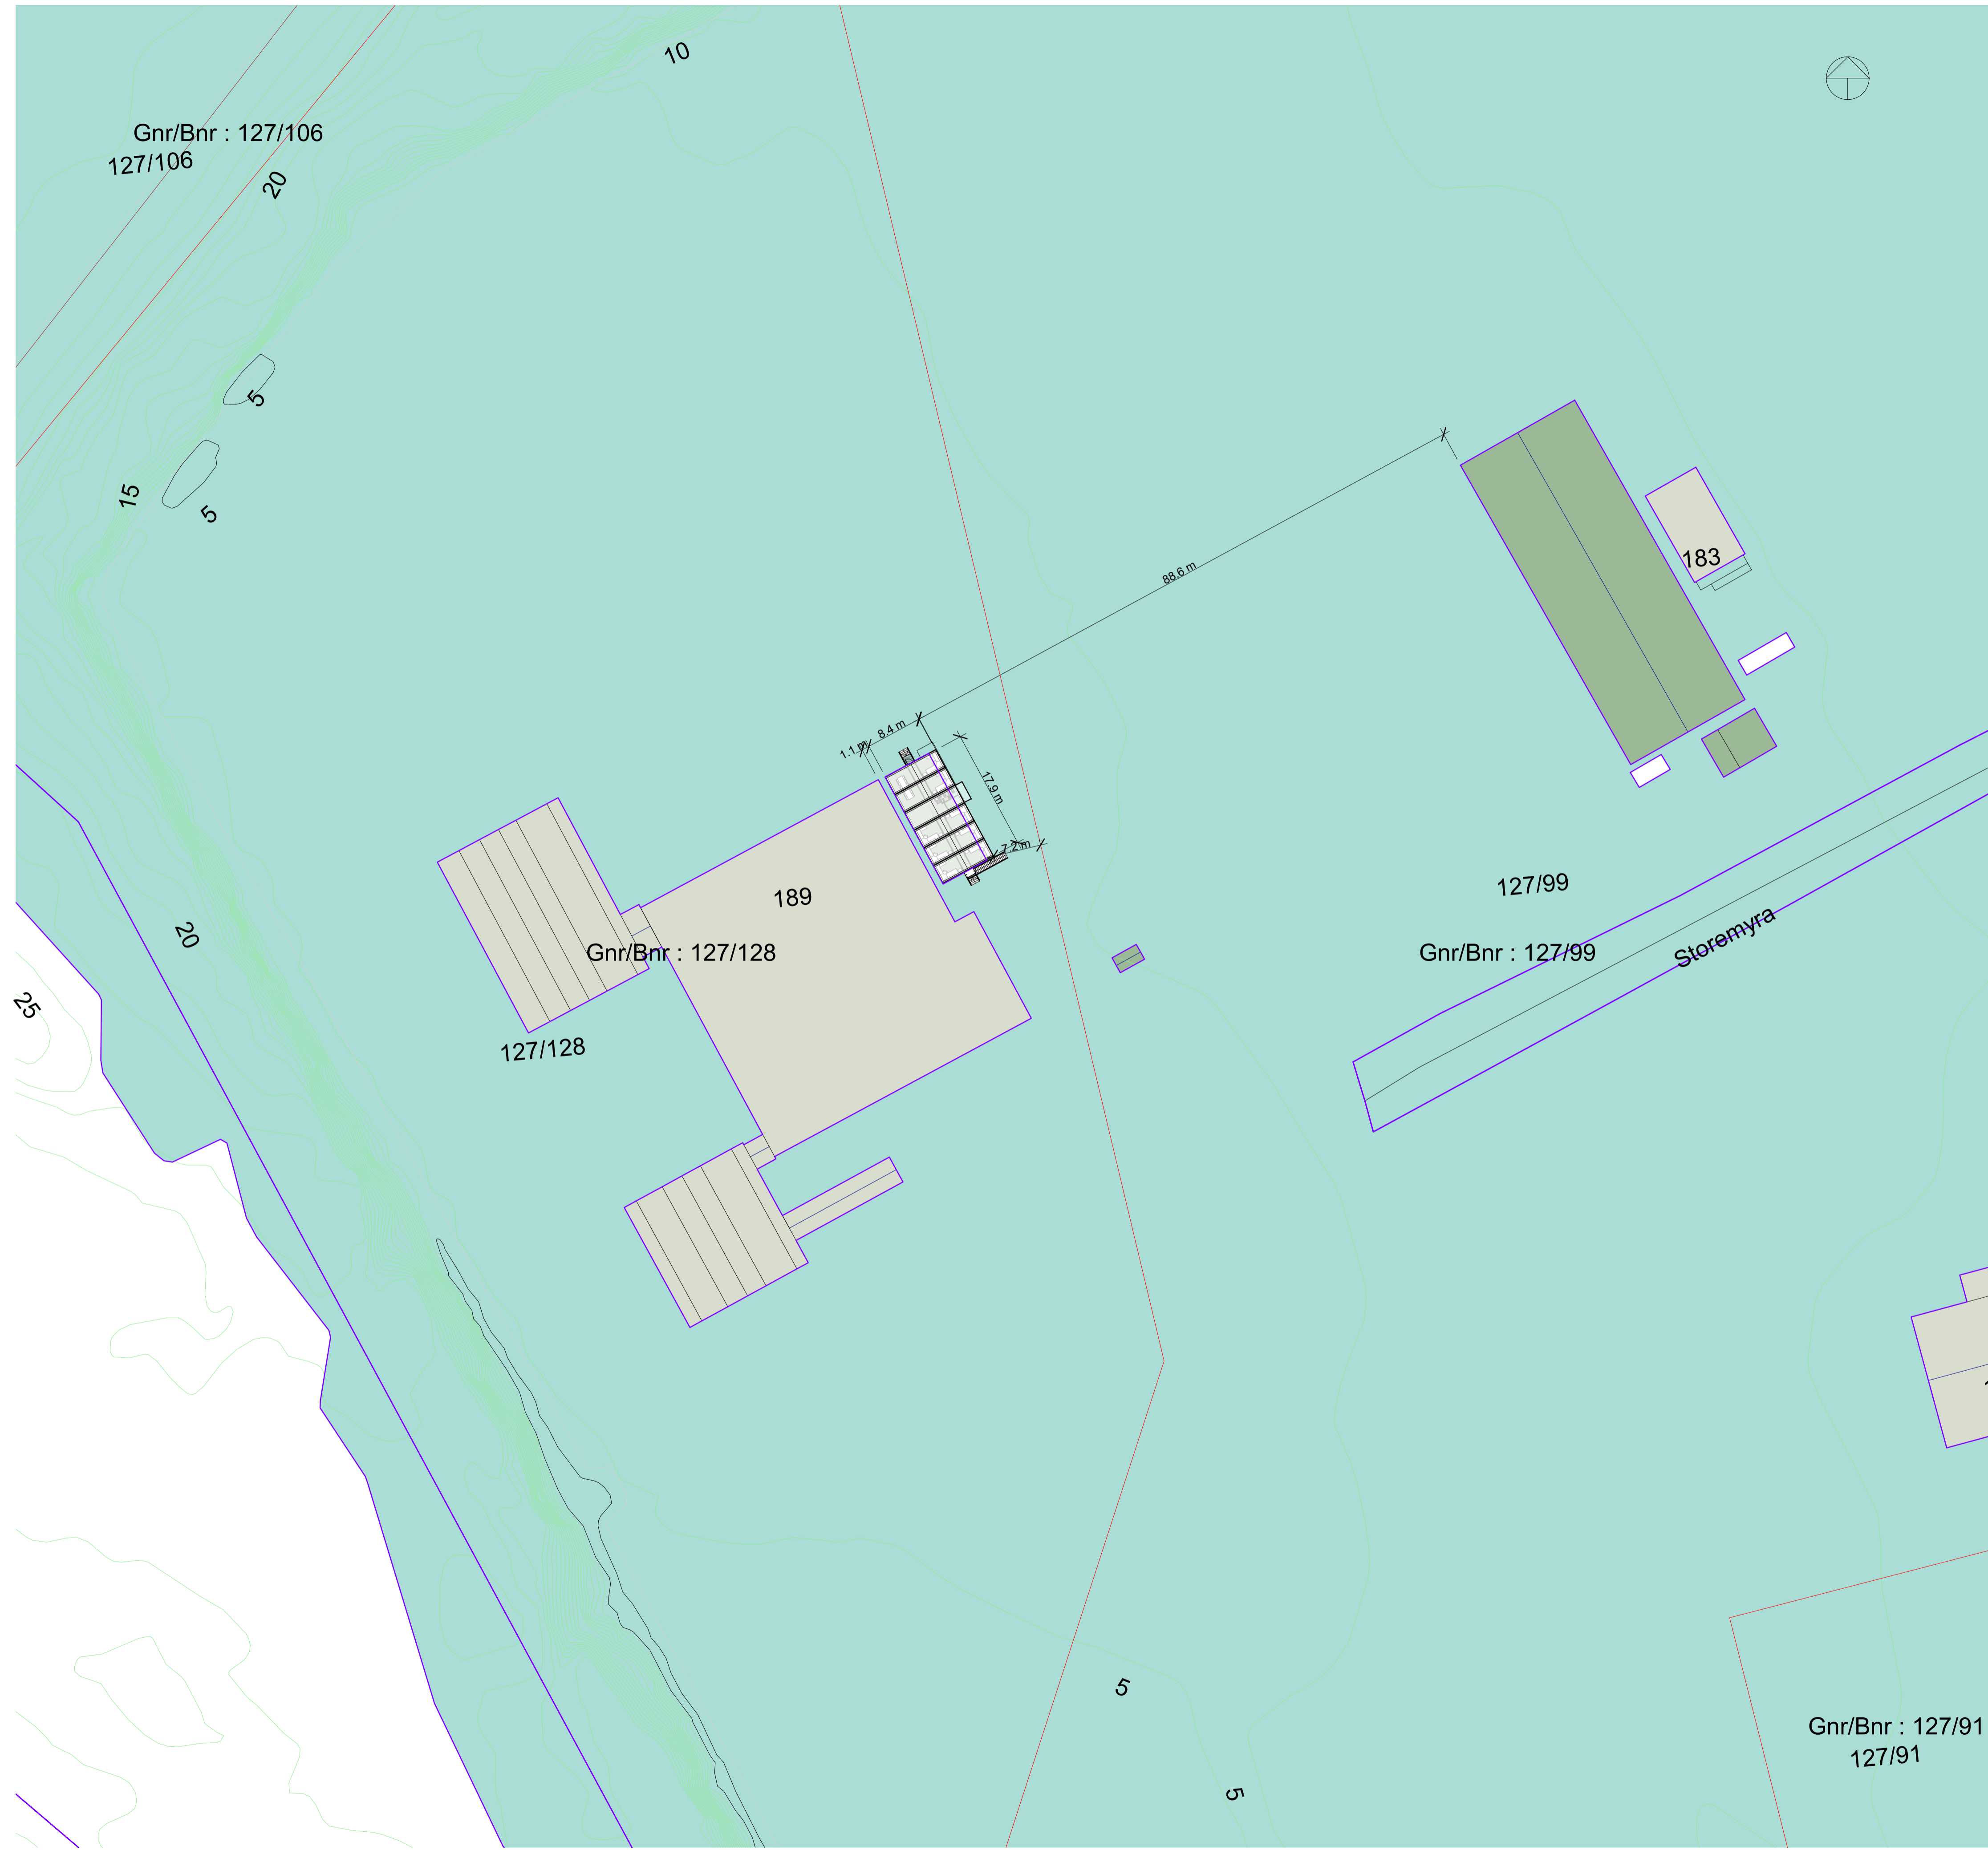 10
Gnr/Bnr : 127/106
127/106
20
5
15
5
183
88.6 m
8.4 m
1.1 m
17.9 m
7.2 m
189
127/99
Gnr/Bnr : 127/128
Gnr/Bnr : 127/99
Storemyra
20
25
127/128
5
Gnr/Bnr : 127/91
127/91
5